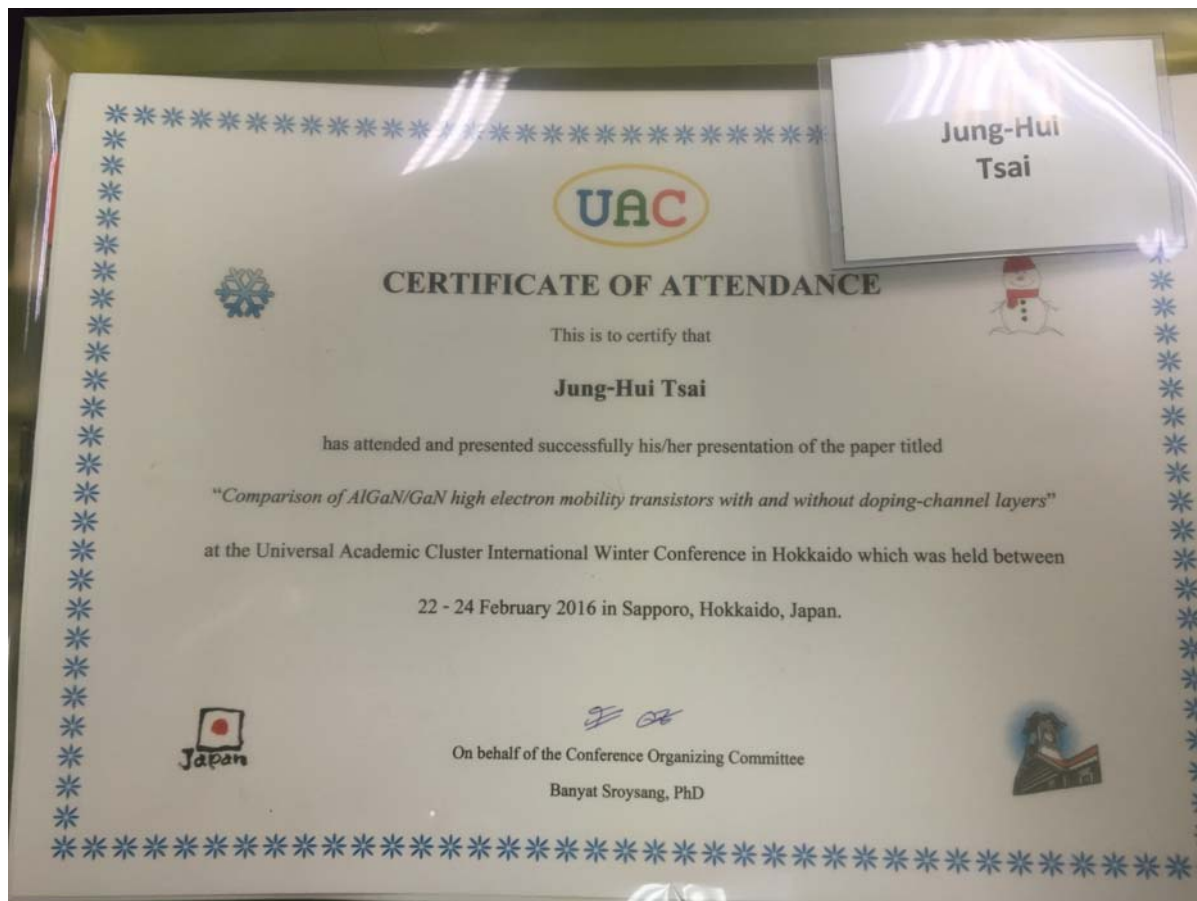 Jung-Hui
Tsai
UAC
CERTIFICATE OF ATTENDANCE
This is to certify that
Jung-Hui Tsai
has attended and presented successfully his/her presentation of the paper titled
“Comparison of AlGaN/GaN high electron mobility transistors with and without doping-channel layers”
at the Universal Academic Cluster International Winter Conference in Hokkaido which was held between
22 - 24 February 2016 in Sapporo, Hokkaido, Japan.
Japan
On behalf of the Conference Organizing Committee
Banyat Sroysang, PhD